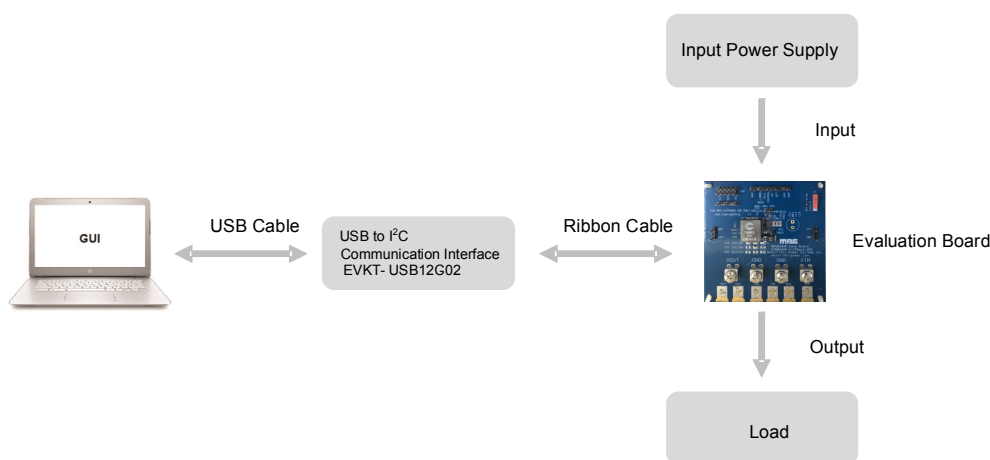 Input Power Supply
Input
GUI
USB Cable
USB to I²C
Communication Interface
EVKT- USB12G02
Ribbon Cable
Evaluation Board
mps
VOUT GND GND VIN
Output
Load